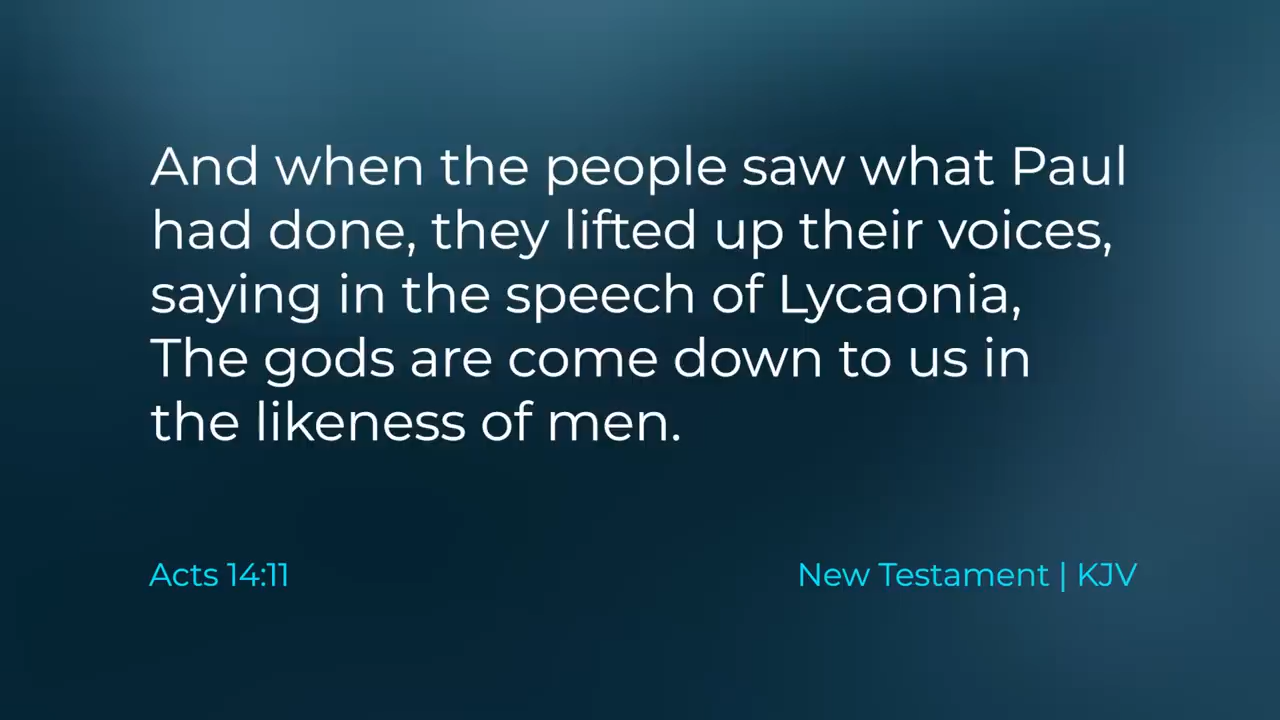 And when the people saw what Paul
had done, they lifted up their voices,
saying in the speech of Lycaonia,
The gods are come down to us in
the likeness of men.
Acts 14:11
New Testament | KJV